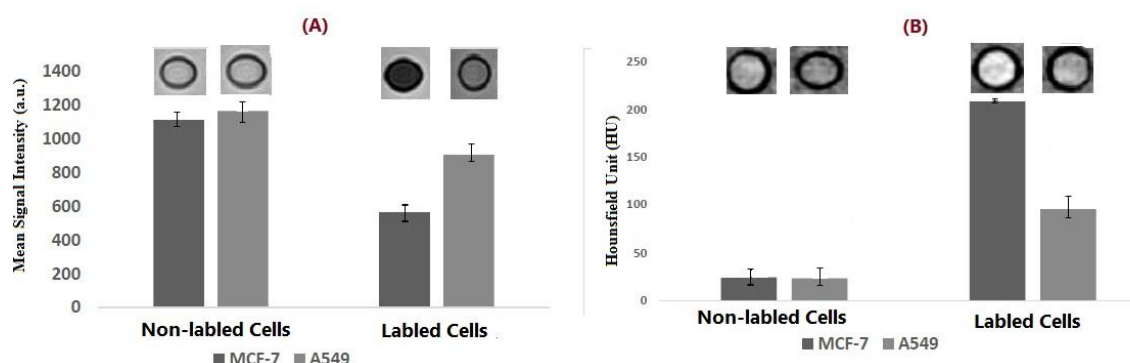 (A)
Mean Signal Intensity (a.u.)
1400
1200
1000
800
600
400
200
0
Non-labled Cells Labled Cells
MCF-7 A549
(B)
Hounsfield Unit (HU)
250
200
150
100
50
0
Non-labled Cells Labled Cells
MCF-7 A549